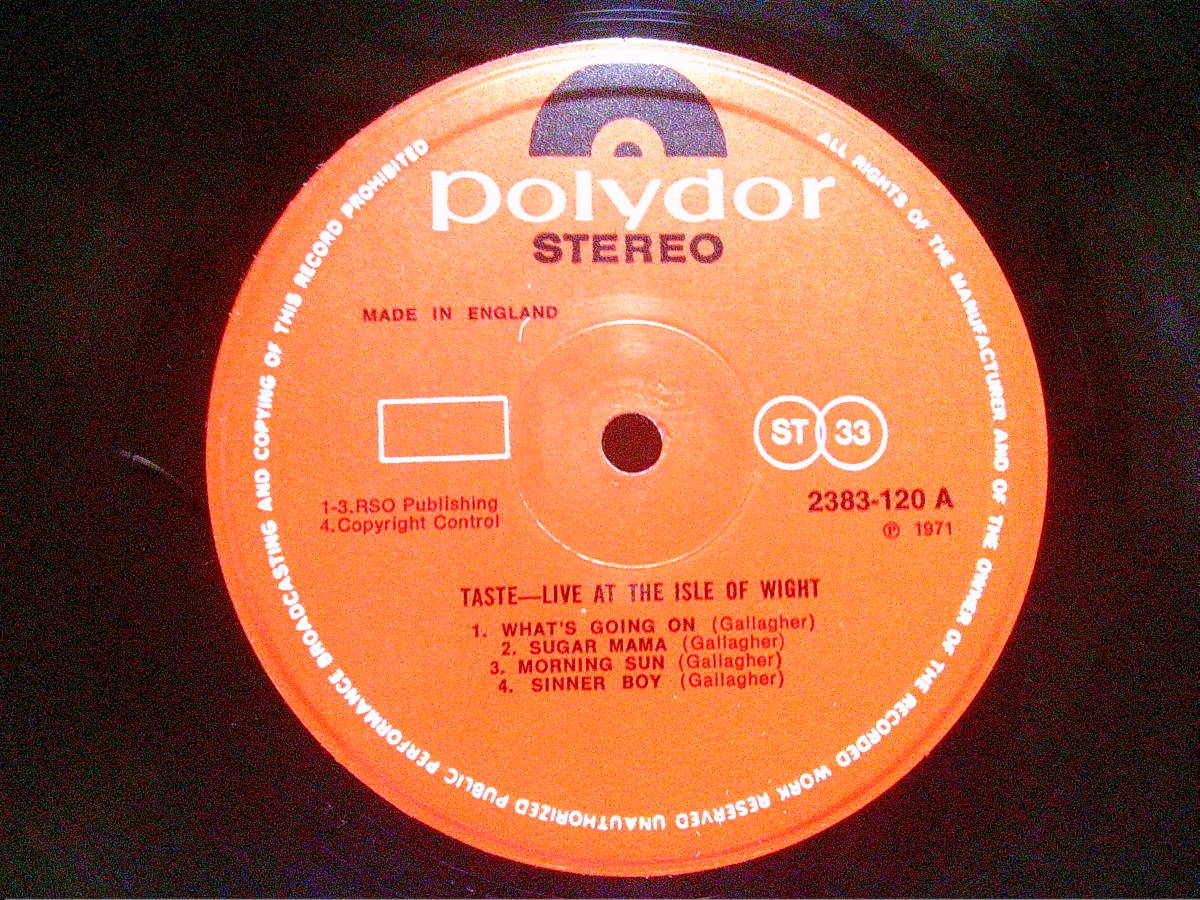 polydor
STEREO
MADE IN ENGLAND
ST 33
1-3.RSO Publishing
4.Copyright Control
2383-120 A
℗ 1971
TASTE—LIVE AT THE ISLE OF WIGHT
1. WHAT'S GOING ON (Gallagher)
2. SUGAR MAMA (Gallagher)
3. MORNING SUN (Gallagher)
4. SINNER BOY (Gallagher)
ALL RIGHTS OF THE MANUFACTURER AND OF THE OWNER OF THE RECORDED WORK RESERVED UNAUTHORIZED PUBLIC PERFORMANCE BROADCASTING AND COPYING OF THIS RECORD PROHIBITED